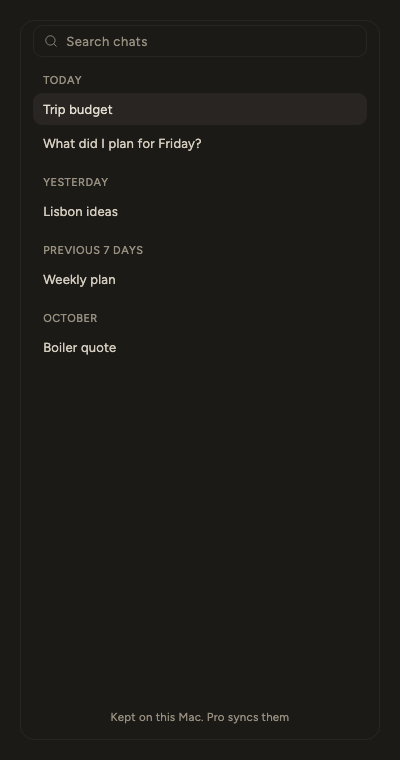 Search chats
TODAY
Trip budget
What did I plan for Friday?
YESTERDAY
Lisbon ideas
PREVIOUS 7 DAYS
Weekly plan
OCTOBER
Boiler quote
Kept on this Mac. Pro syncs them